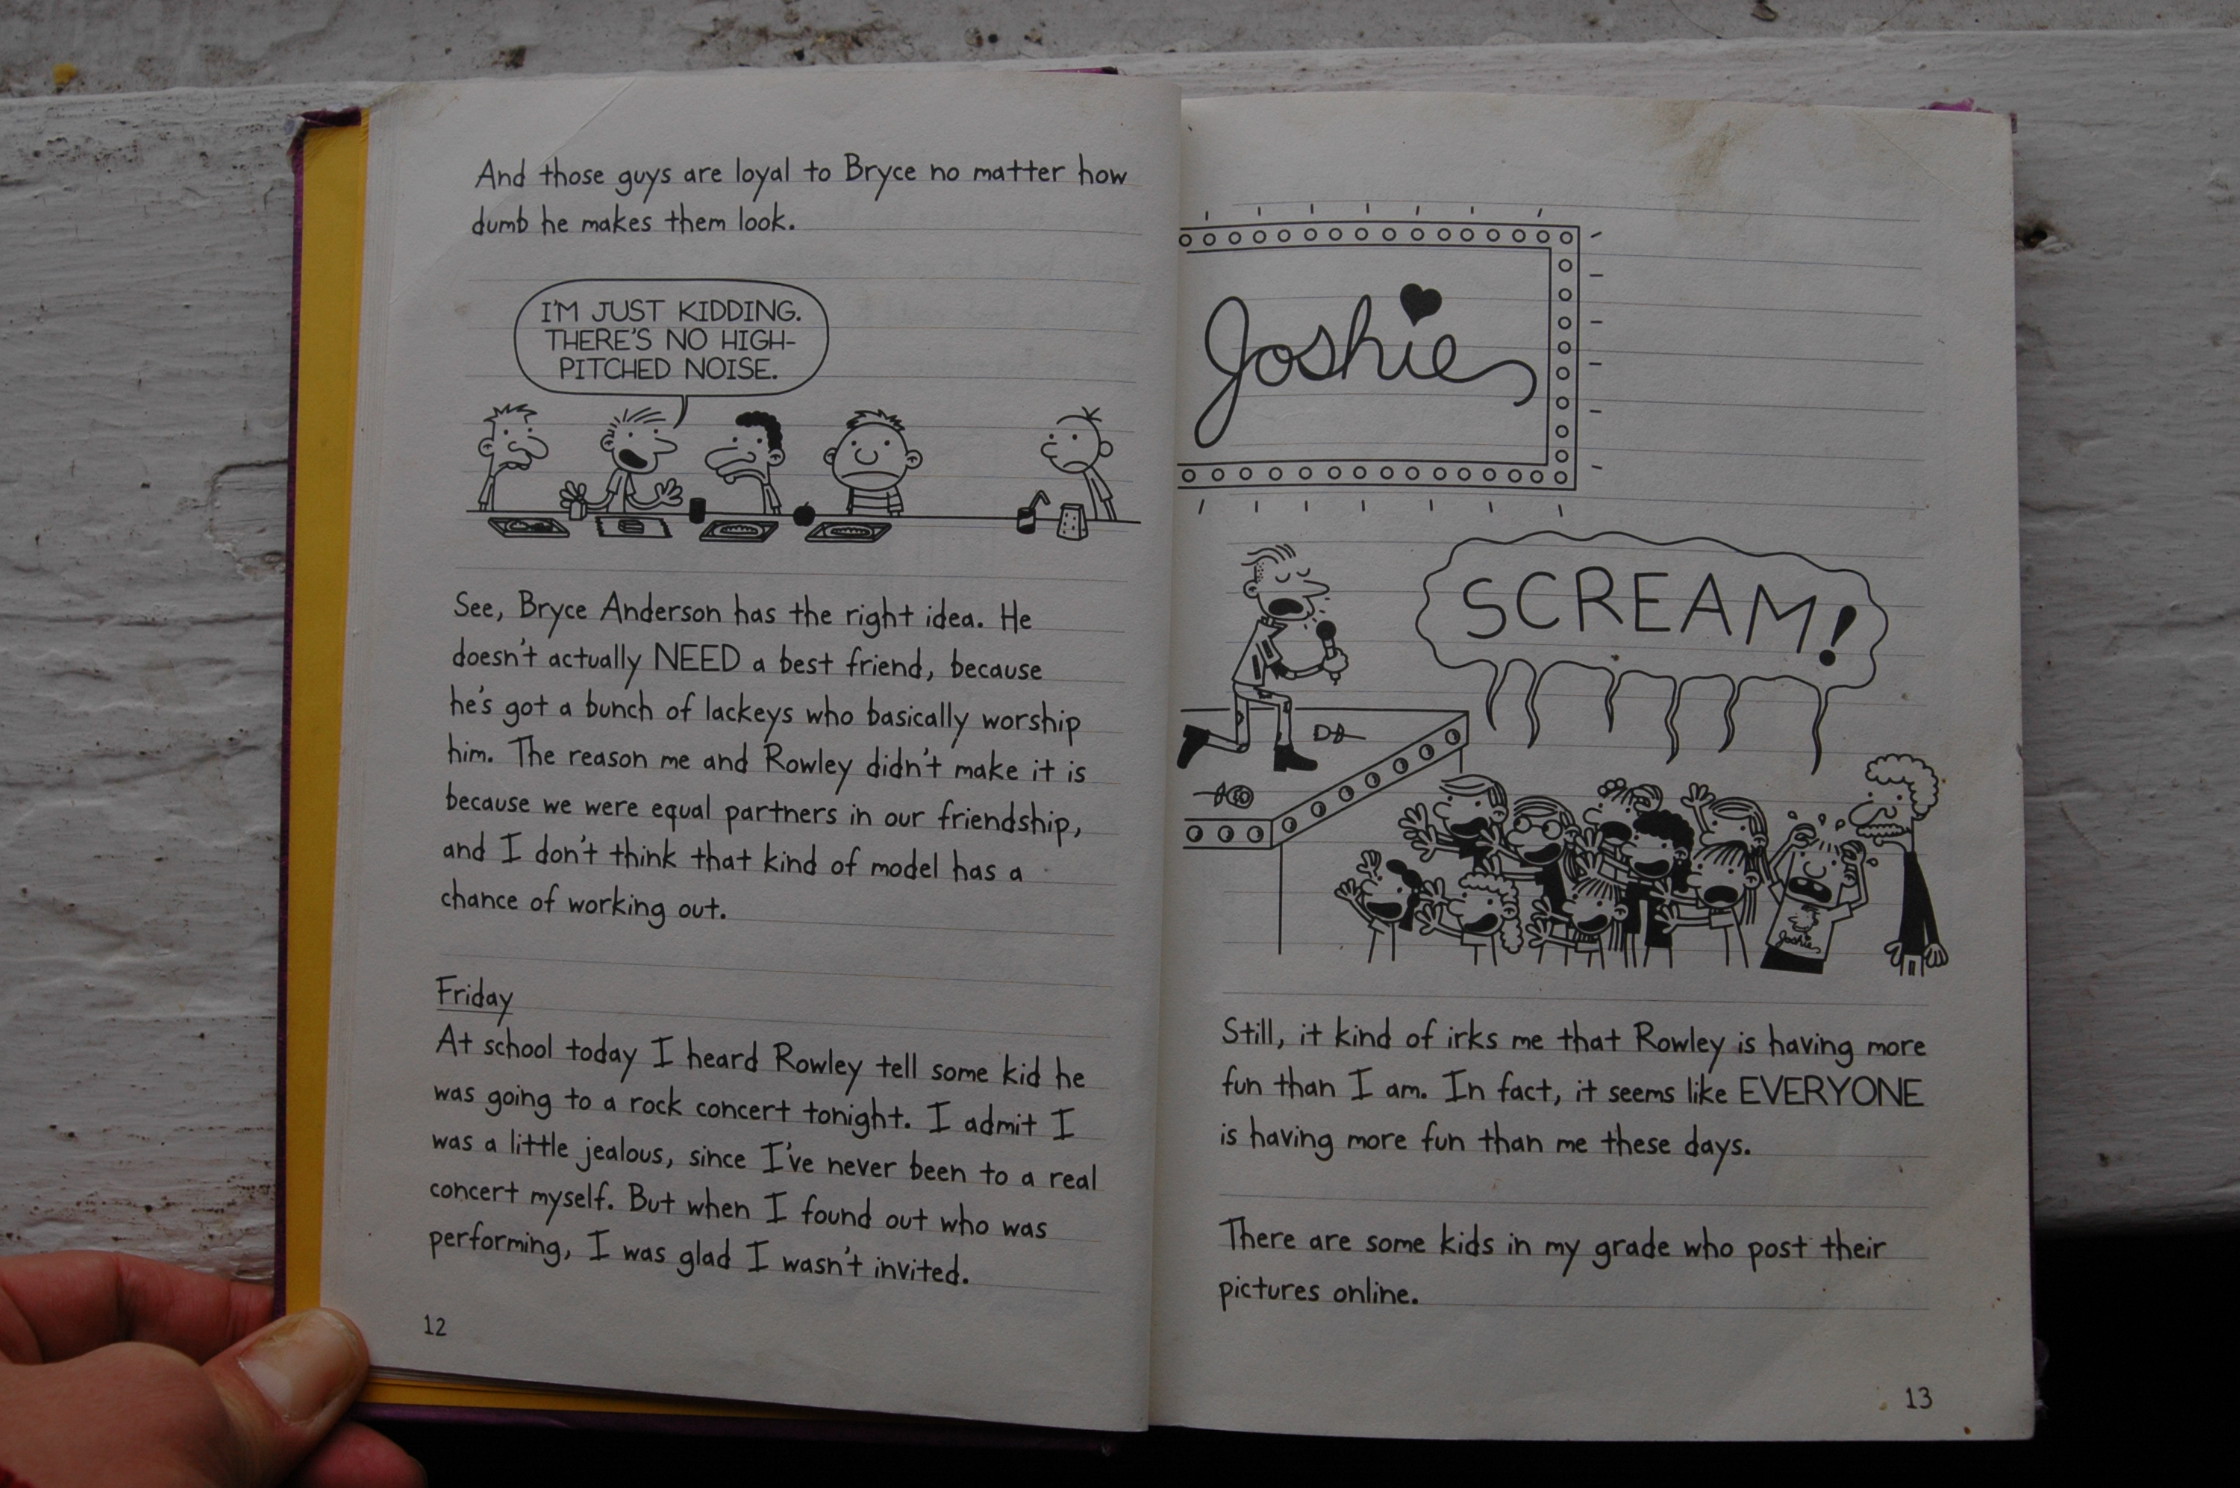 And those guys are loyal to Bryce no matter how
dumb he makes them look.
I'M JUST KIDDING.
THERE'S NO HIGH-
PITCHED NOISE.
See, Bryce Anderson has the right idea. He
doesn't actually NEED a best friend, because
he's got a bunch of lackeys who basically worship
him. The reason me and Rowley didn't make it is
because we were equal partners in our friendship,
and I don't think that kind of model has a
chance of working out.
Friday
At school today I heard Rowley tell some kid he
was going to a rock concert tonight. I admit I
was a little jealous, since I've never been to a real
concert myself. But when I found out who was
performing, I was glad I wasn't invited.
12
Joshie
SCREAM!
Joshie
Still, it kind of irks me that Rowley is having more
fun than I am. In fact, it seems like EVERYONE
is having more fun than me these days.
There are some kids in my grade who post their
pictures online.
13